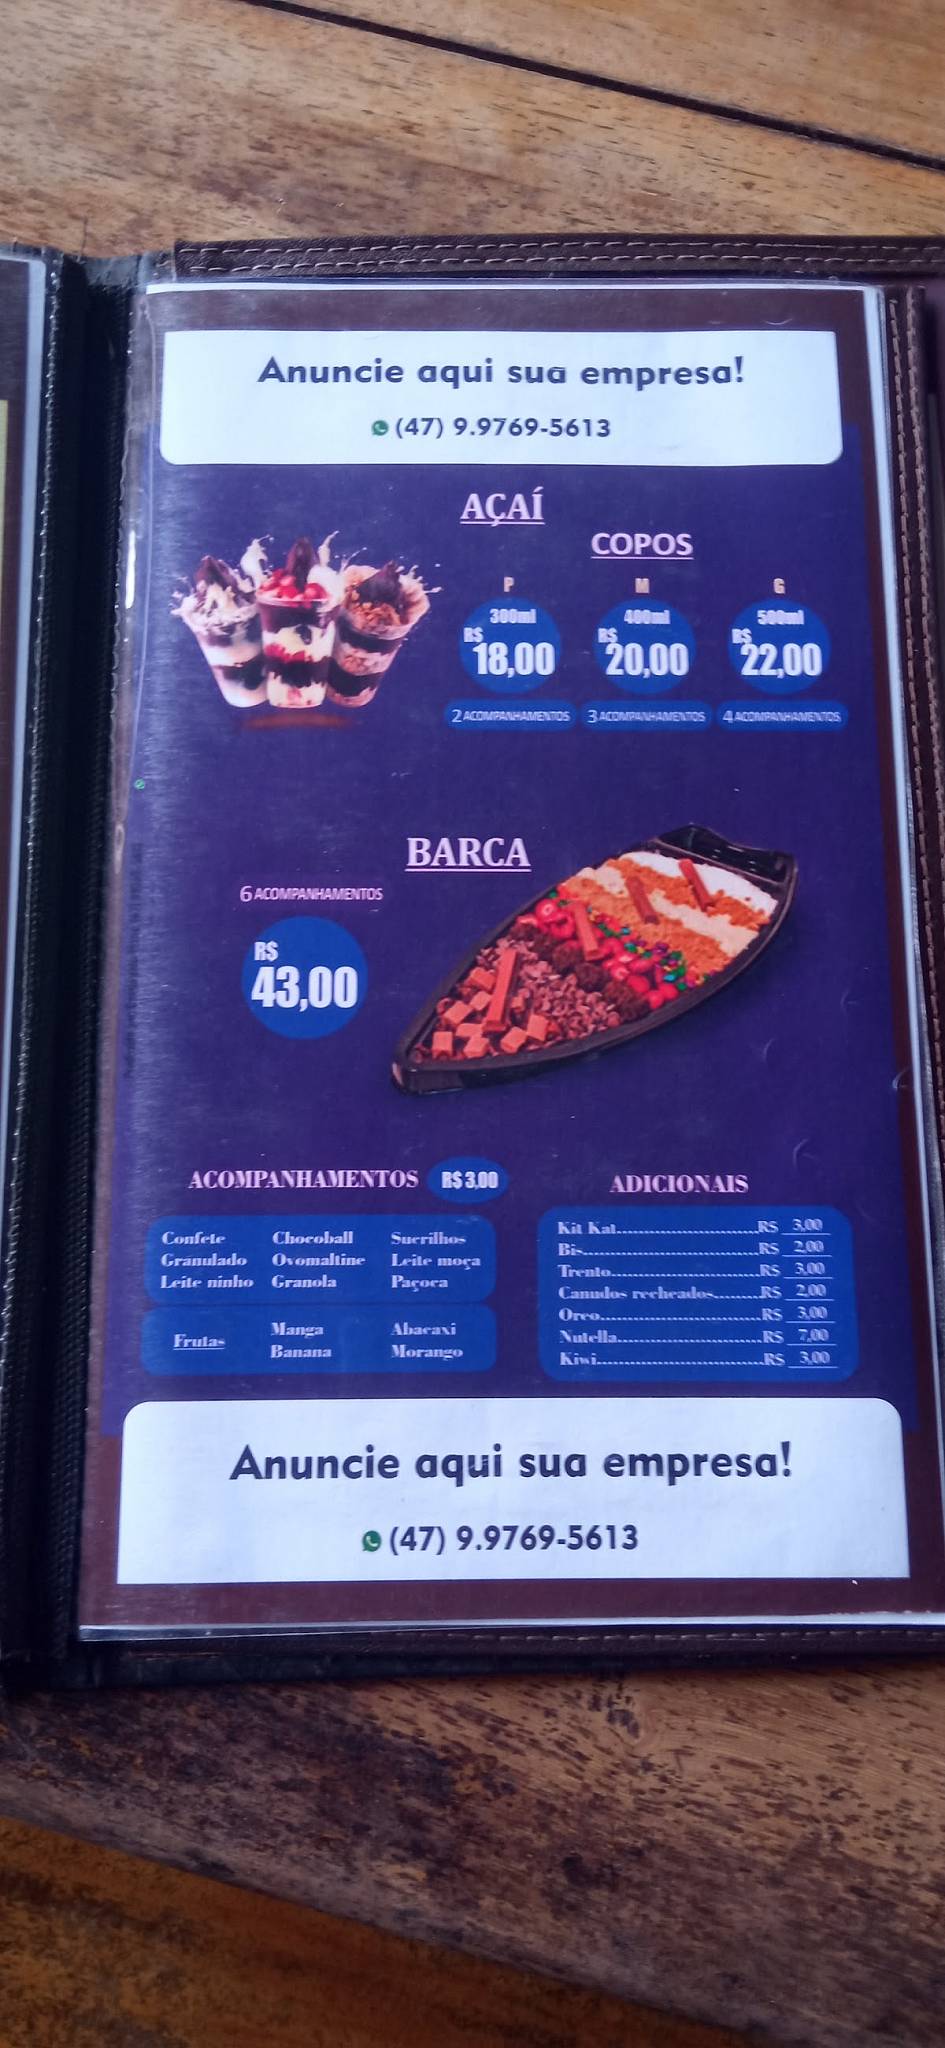 Anuncie aqui sua empresa!
(47) 9.9769-5613
AÇAÍ
COPOS
P
300ml
R$
18,00
2 ACOMPANHAMENTOS
M
400ml
R$
20,00
3 ACOMPANHAMENTOS
G
500ml
R$
22,00
4 ACOMPANHAMENTOS
BARCA
6 ACOMPANHAMENTOS
R$
43,00
ACOMPANHAMENTOS R$ 3,00
Confete Chocoball Sucrilhos
Granulado Ovomaltine Leite moça
Leite ninho Granola Paçoca
Frutas
Manga Abacaxi
Banana Morango
ADICIONAIS
Kit Kat..............................R$ 3,00
Bis.....................................R$ 2,00
Trento...............................R$ 3,00
Canudos recheados.........R$ 2,00
Oreo..................................R$ 3,00
Nutella..............................R$ 7,00
Kiwi...................................R$ 3,00
Anuncie aqui sua empresa!
(47) 9.9769-5613